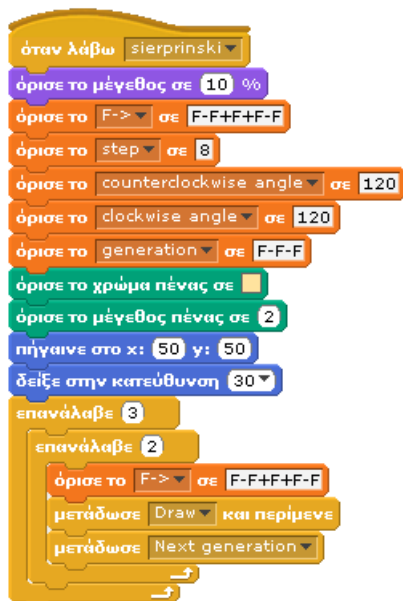 όταν λάβω sierprinski
όρισε το μέγεθος σε 10 %
όρισε το F-> σε F-F+F+F-F
όρισε το step σε 8
όρισε το counterclockwise angle σε 120
όρισε το clockwise angle σε 120
όρισε το generation σε F-F-F
όρισε το χρώμα πένας σε
όρισε το μέγεθος πένας σε 2
πήγαινε στο x: 50 y: 50
δείξε στην κατεύθυνση 30
επανάλαβε 3
επανάλαβε 2
όρισε το F-> σε F-F+F+F-F
μετάδωσε Draw και περίμενε
μετάδωσε Next generation